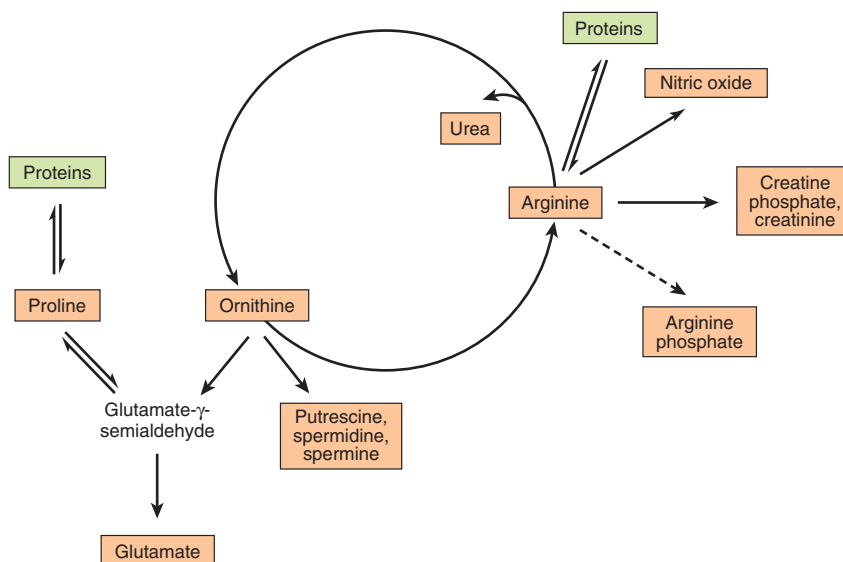 Proteins
Nitric oxide
Urea
Proteins
Arginine
Creatine
phosphate,
creatinine
Proline
Ornithine
Arginine
phosphate
Glutamate-γ-
semialdehyde
Putrescine,
spermidine,
spermine
Glutamate